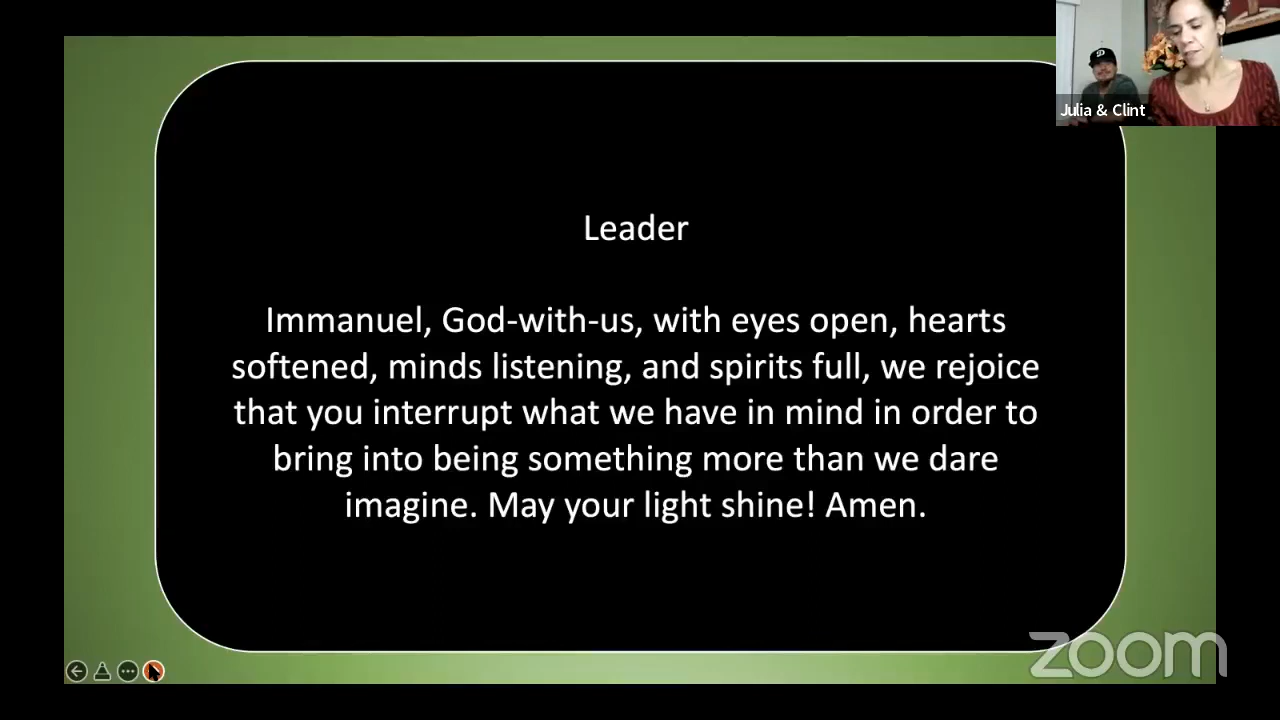 Julia & Clint
Leader
Immanuel, God-with-us, with eyes open, hearts
softened, minds listening, and spirits full, we rejoice
that you interrupt what we have in mind in order to
bring into being something more than we dare
imagine. May your light shine! Amen.
zoom